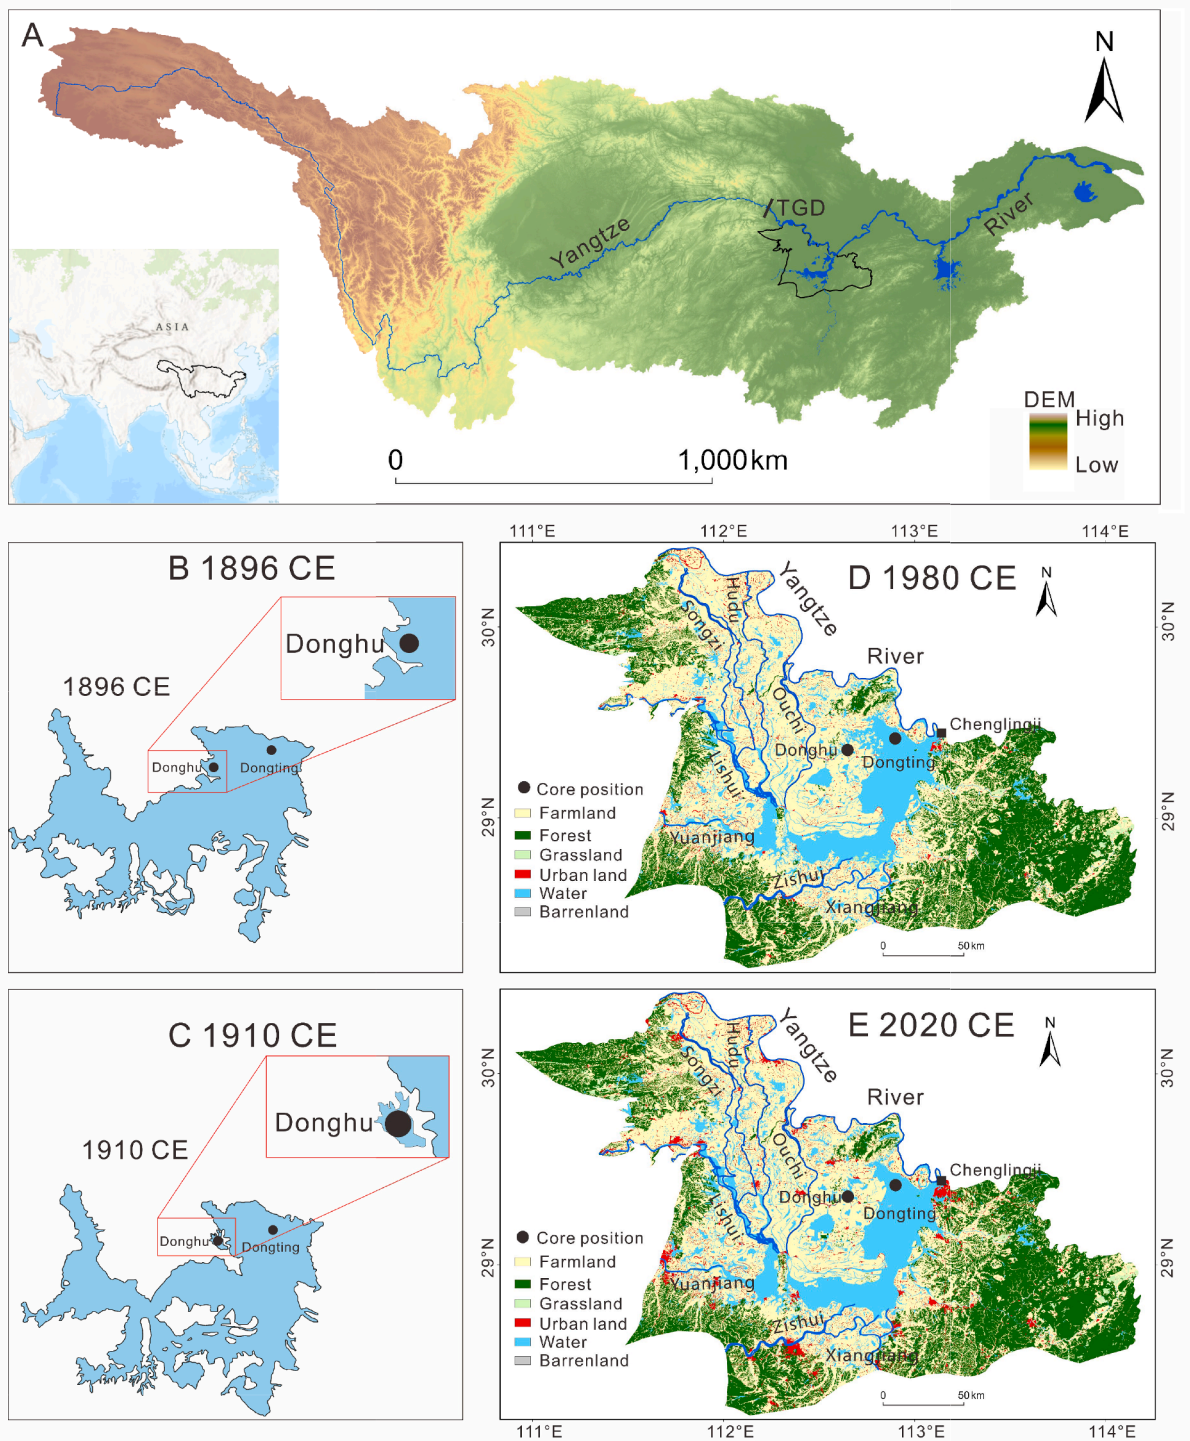 A
N
TGD
Yangtze
River
ASIA
DEM
High
Low
0 1,000km
B 1896 CE
Donghu
1896 CE
Donghu
Dongting
111°E 112°E 113°E 114°E
D 1980 CE
N
30°N
30°N
29°N
29°N
Yangtze
River
Hudu
Songzi
Ouchi
Chenglingji
Donghu
Dongting
Lishui
Yuanjiang
Zishui
Xiangjiang
Core position
Farmland
Forest
Grassland
Urban land
Water
Barrenland
0 50km
C 1910 CE
Donghu
1910 CE
Donghu
Dongting
E 2020 CE
N
30°N
30°N
29°N
29°N
Yangtze
River
Hudu
Songzi
Ouchi
Chenglingji
Donghu
Dongting
Lishui
Yuanjiang
Zishui
Xiangjiang
Core position
Farmland
Forest
Grassland
Urban land
Water
Barrenland
0 50km
111°E 112°E 113°E 114°E